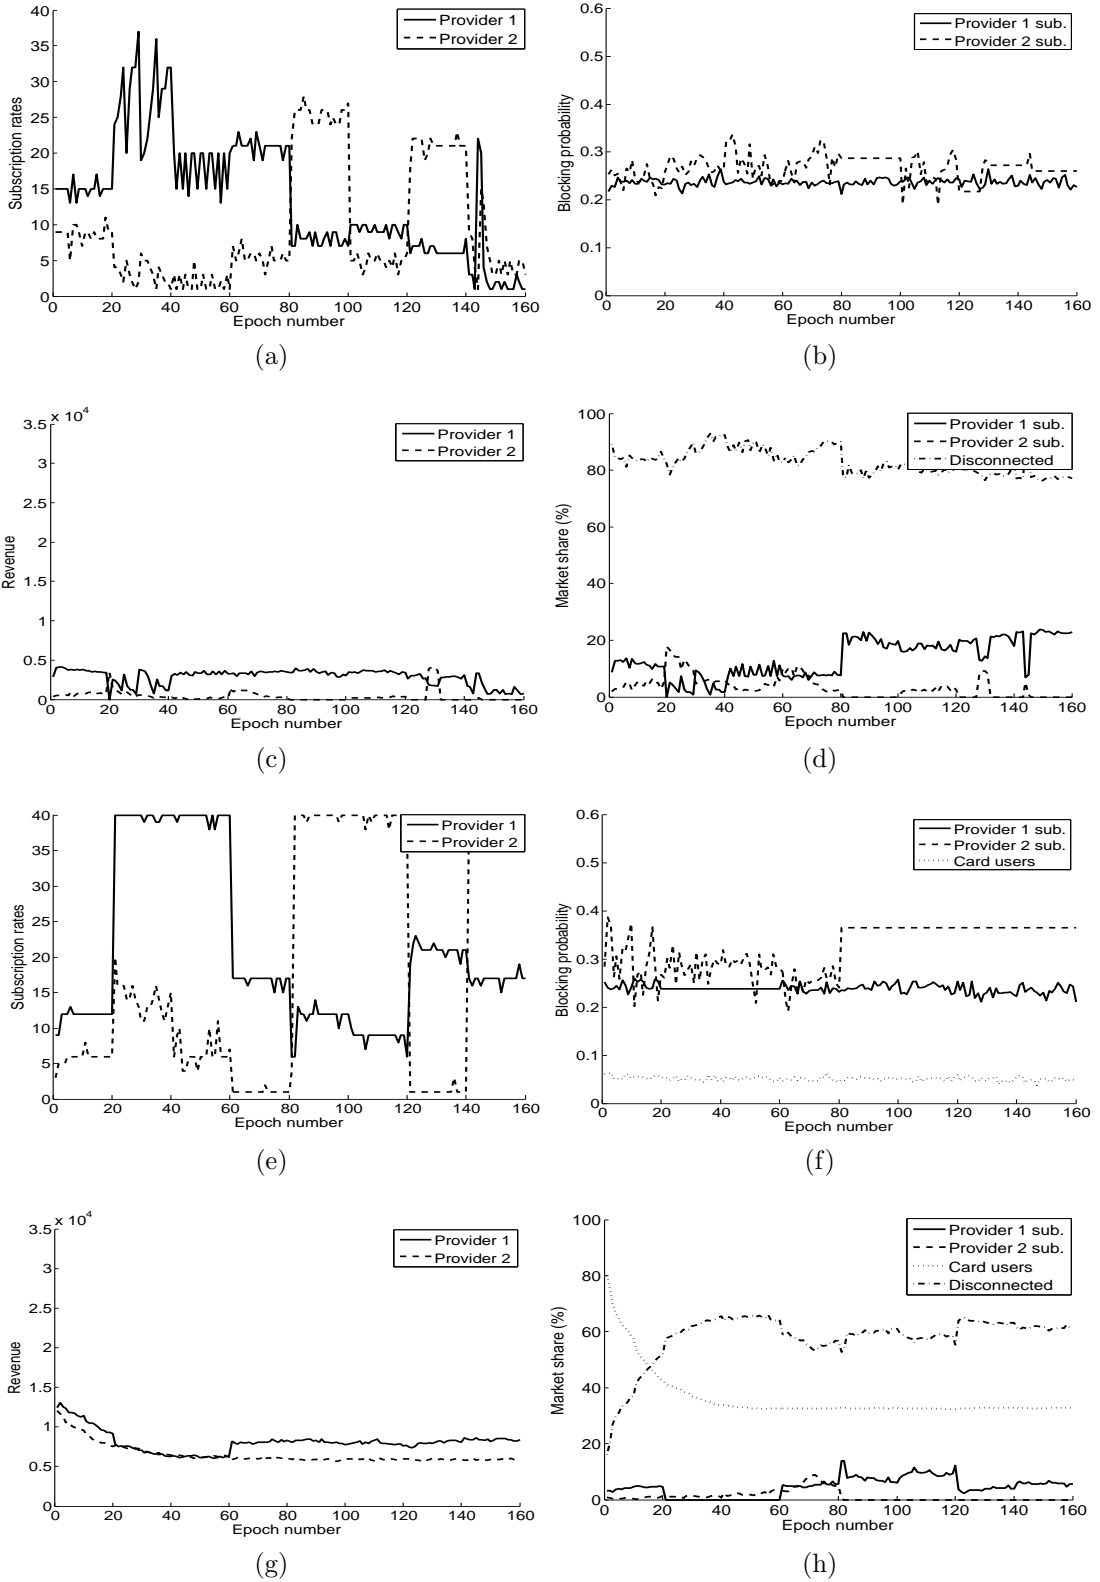 40
35
30
25
20
15
10
5
0
0 20 40 60 80 100 120 140 160
Subscription rates
Epoch number
Provider 1
Provider 2
(a)
0.6
0.5
0.4
0.3
0.2
0.1
0
0 20 40 60 80 100 120 140 160
Blocking probability
Epoch number
Provider 1 sub.
Provider 2 sub.
(b)
x 10^4
3.5
3
2.5
2
1.5
1
0.5
0
0 20 40 60 80 100 120 140 160
Revenue
Epoch number
Provider 1
Provider 2
(c)
100
80
60
40
20
0
0 20 40 60 80 100 120 140 160
Market share (%)
Epoch number
Provider 1 sub.
Provider 2 sub.
Disconnected
(d)
40
35
30
25
20
15
10
5
0
0 20 40 60 80 100 120 140 160
Subscription rates
Epoch number
Provider 1
Provider 2
(e)
0.6
0.5
0.4
0.3
0.2
0.1
0
0 20 40 60 80 100 120 140 160
Blocking probability
Epoch number
Provider 1 sub.
Provider 2 sub.
Card users
(f)
x 10^4
3.5
3
2.5
2
1.5
1
0.5
0
0 20 40 60 80 100 120 140 160
Revenue
Epoch number
Provider 1
Provider 2
(g)
100
80
60
40
20
0
0 20 40 60 80 100 120 140 160
Market share (%)
Epoch number
Provider 1 sub.
Provider 2 sub.
Card users
Disconnected
(h)